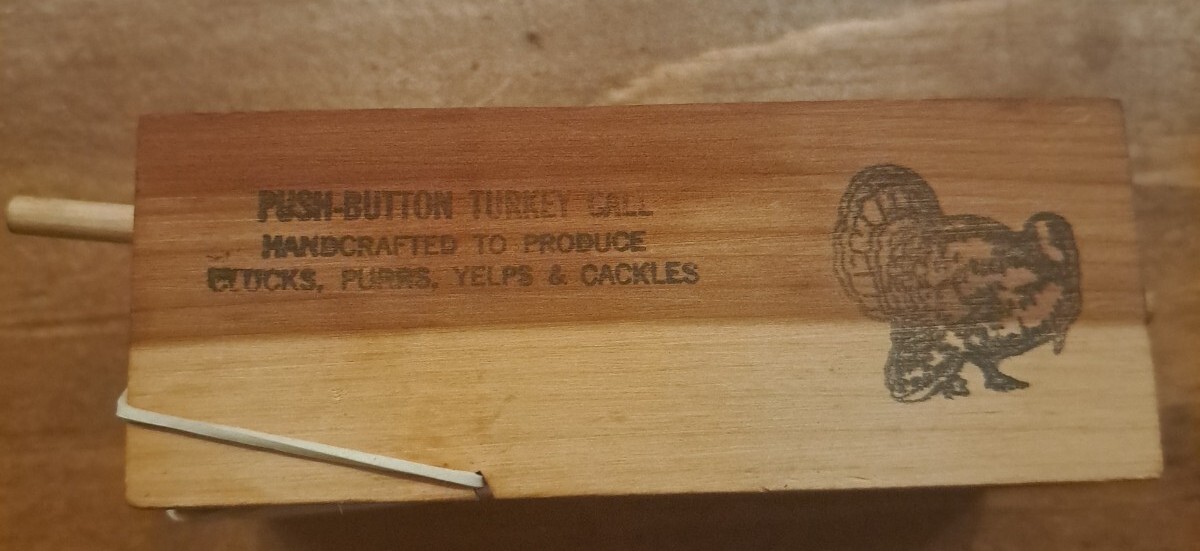 PUSH-BUTTON TURKEY CALL
HANDCRAFTED TO PRODUCE
CLUCKS, PURRS, YELPS & CACKLES